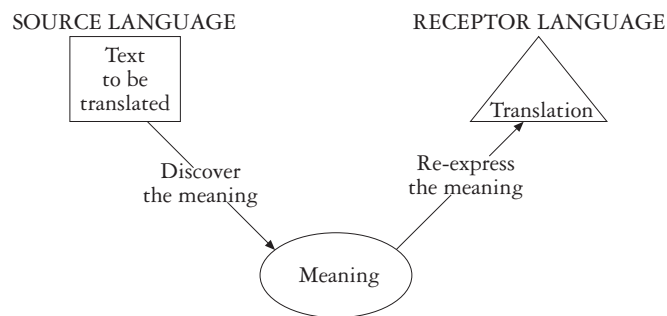 SOURCE LANGUAGE
RECEPTOR LANGUAGE
Text
to be
translated
Translation
Discover
the meaning
Re-express
the meaning
Meaning